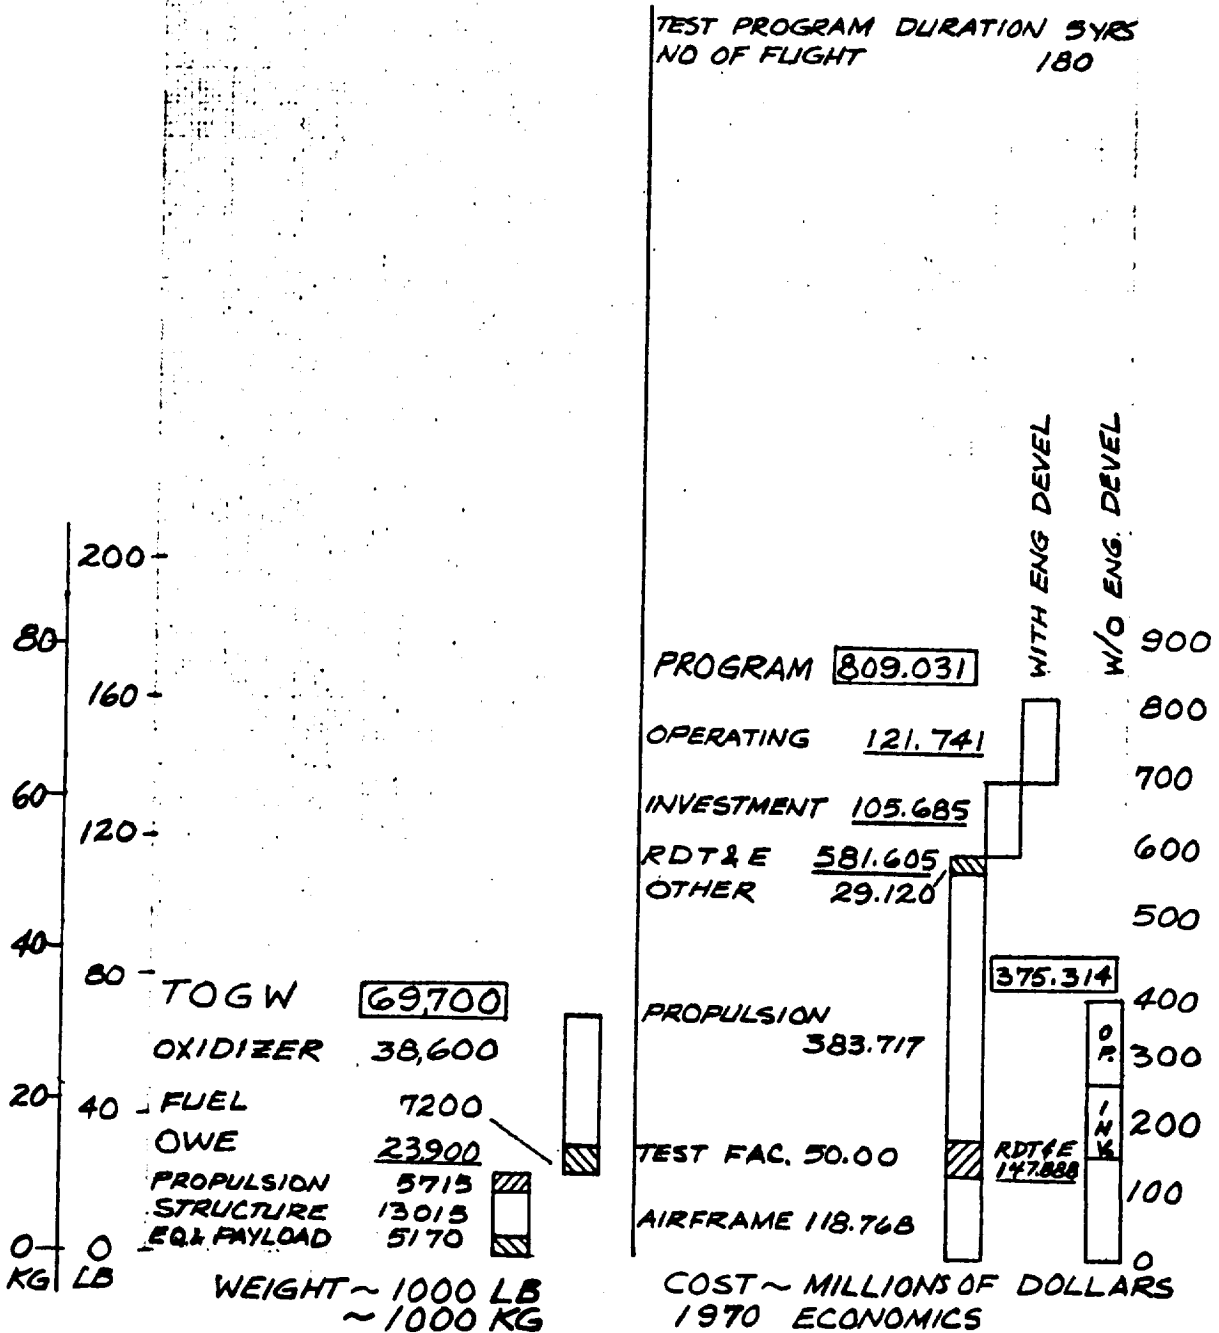 TEST PROGRAM DURATION 5YRS
NO OF FLIGHT 180
WITH ENG DEVEL
W/O ENG. DEVEL
200
80
160
60
120
40
80
20
40
0
0
KG
LB
TOGW 69,700
OXIDIZER 38,600
FUEL 7200
OWE 23,900
PROPULSION 5715
STRUCTURE 13015
EQ & PAYLOAD 5170
WEIGHT ~ 1000 LB
~ 1000 KG
PROGRAM 809.031
OPERATING 121.741
INVESTMENT 105.685
RDT&E 581.605
OTHER 29.120
PROPULSION
383.717
TEST FAC. 50.00
AIRFRAME 118.768
375.314
OP.
INV.
RDT&E
147.888
900
800
700
600
500
400
300
200
100
0
COST ~ MILLIONS OF DOLLARS
1970 ECONOMICS